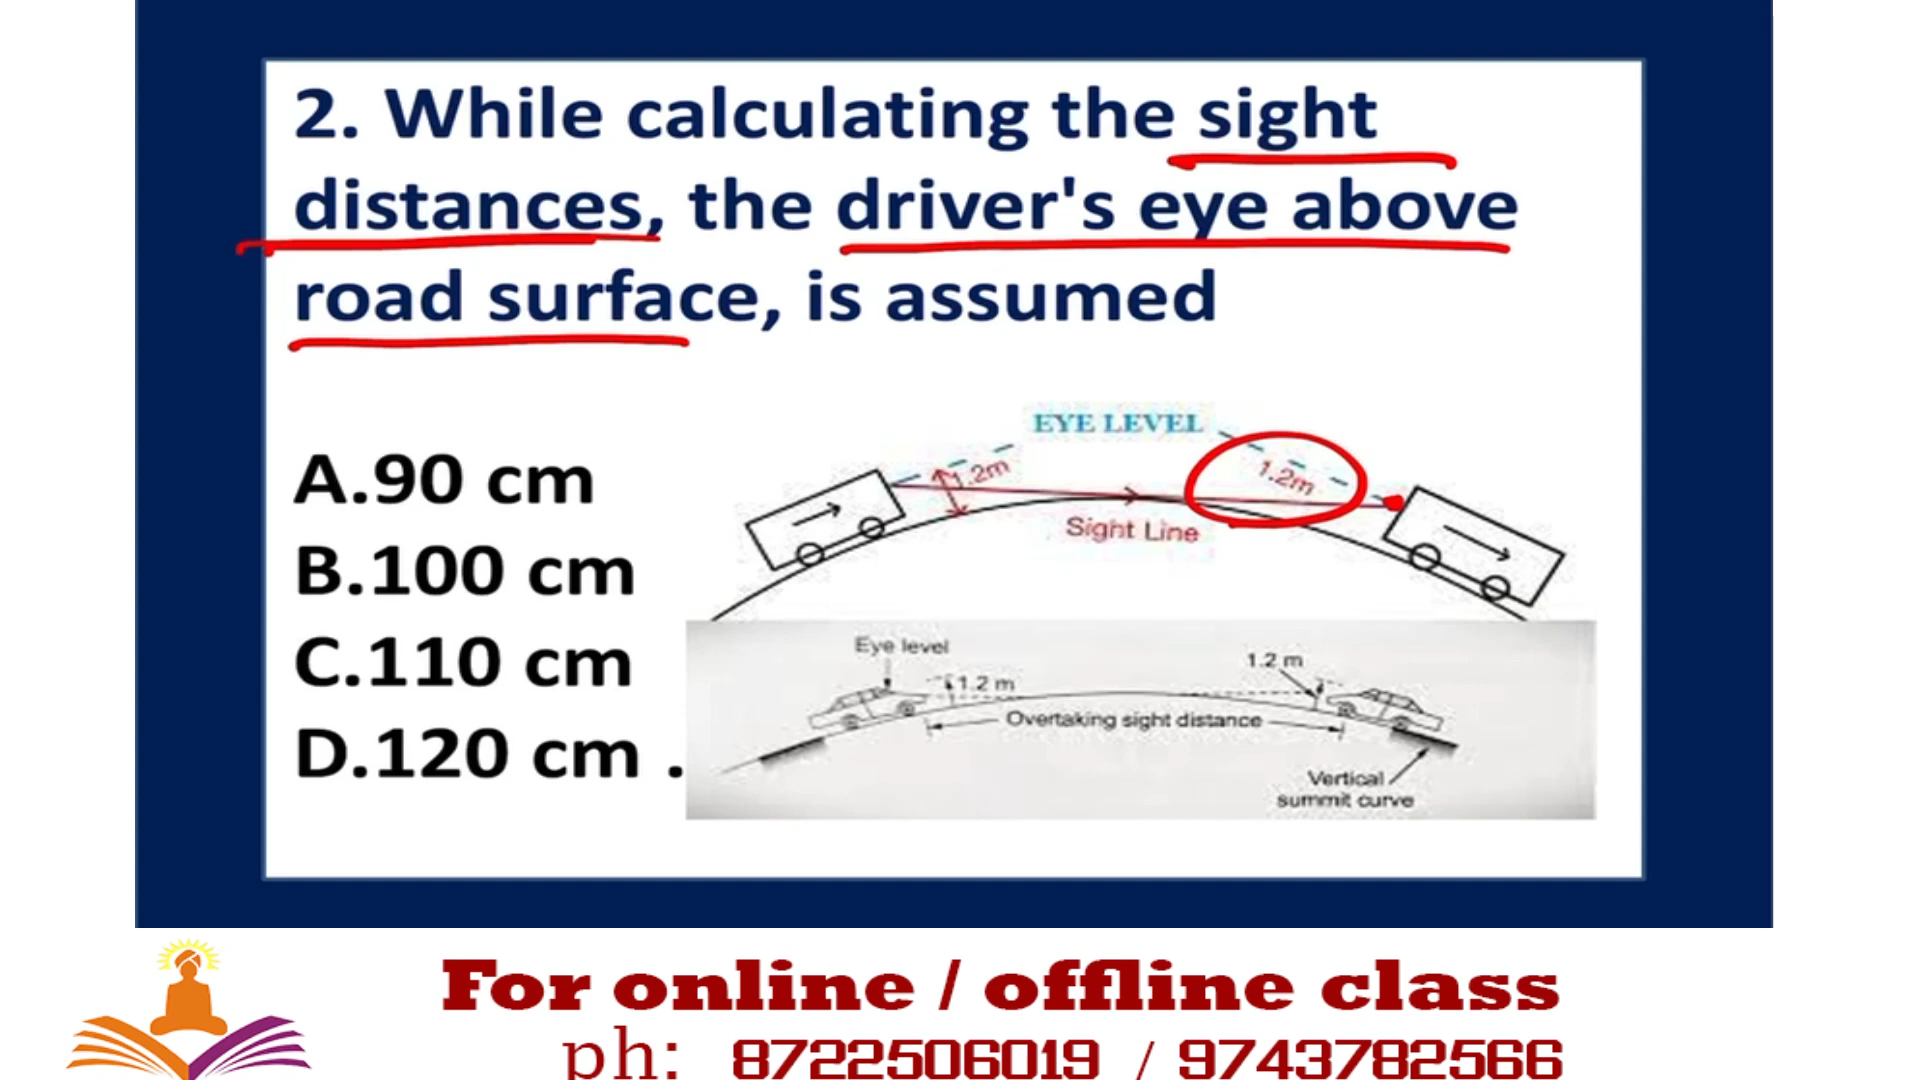 2. While calculating the sight
distances, the driver's eye above
road surface, is assumed
EYE LEVEL
1.2m
1.2m
Sight Line
A.90 cm
B.100 cm
C.110 cm
D.120 cm .
Eye level
1.2 m
1.2 m
Overtaking sight distance
Vertical
summit curve
For online / offline class
ph: 8722506019 / 9743782566